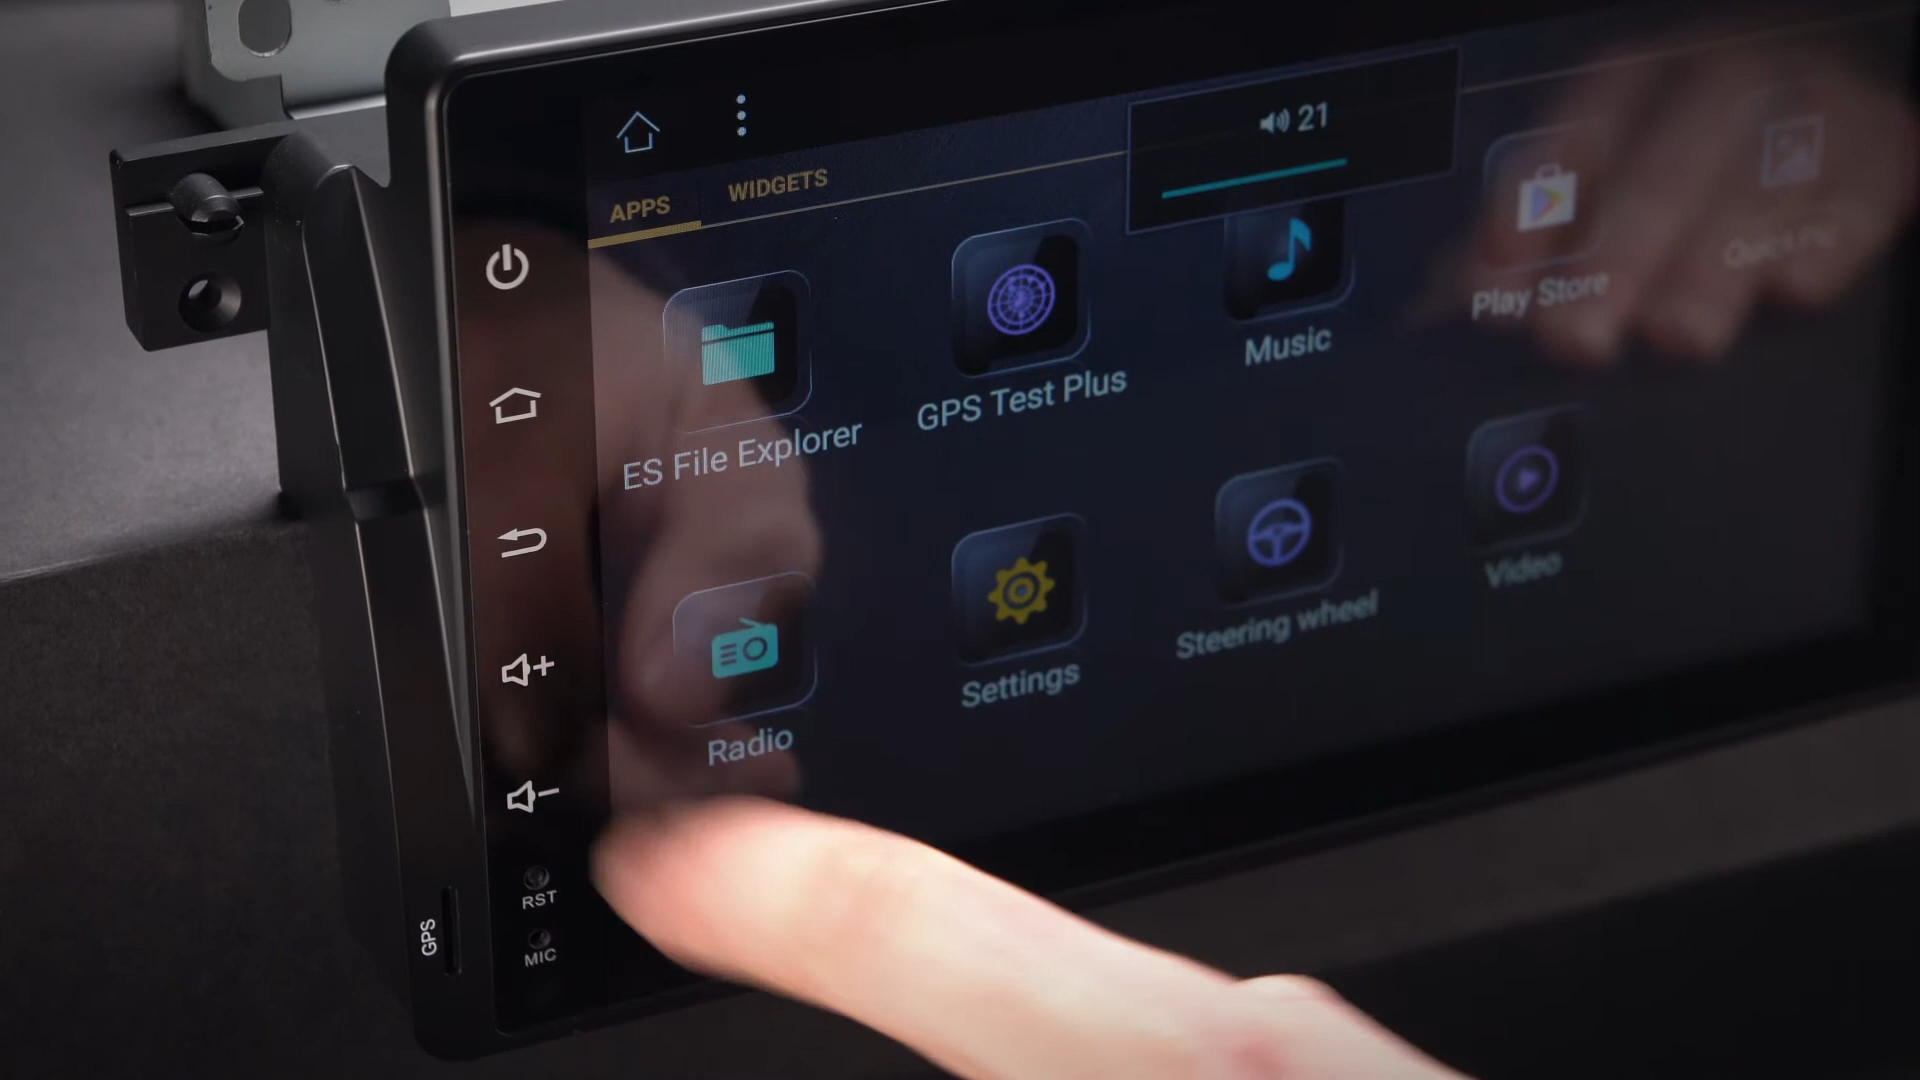 21
APPS
WIDGETS
ES File Explorer
GPS Test Plus
Music
Play Store
Radio
Settings
Steering wheel
Video
RST
MIC
GPS